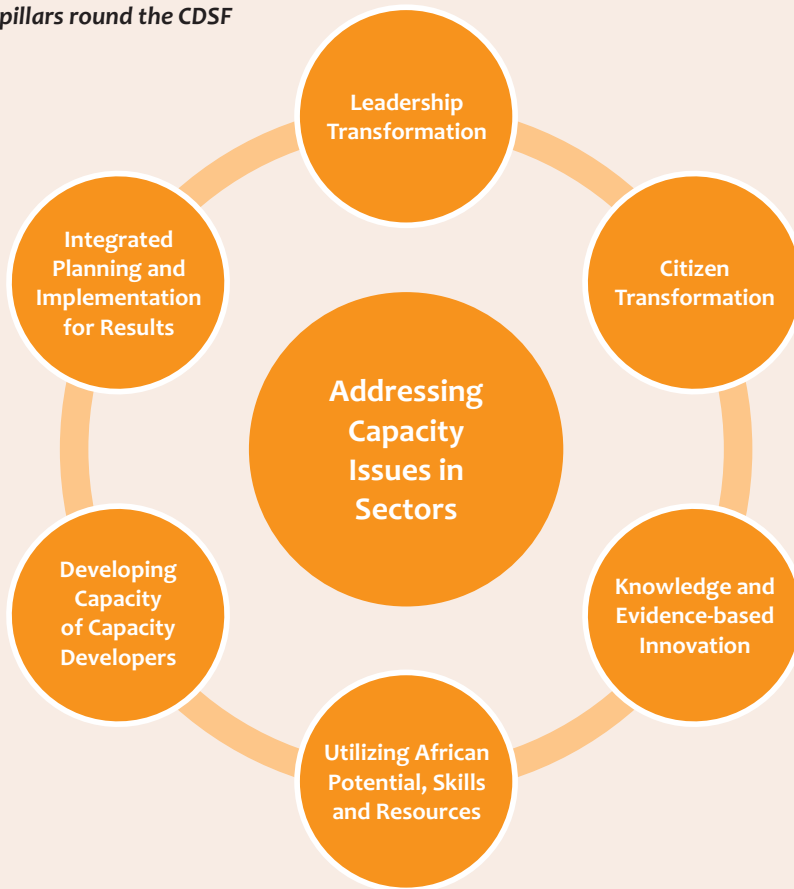 pillars round the CDSF
Leadership
Transformation
Integrated
Planning and
Implementation
for Results
Citizen
Transformation
Addressing
Capacity
Issues in
Sectors
Developing
Capacity
of Capacity
Developers
Knowledge and
Evidence-based
Innovation
Utilizing African
Potential, Skills
and Resources